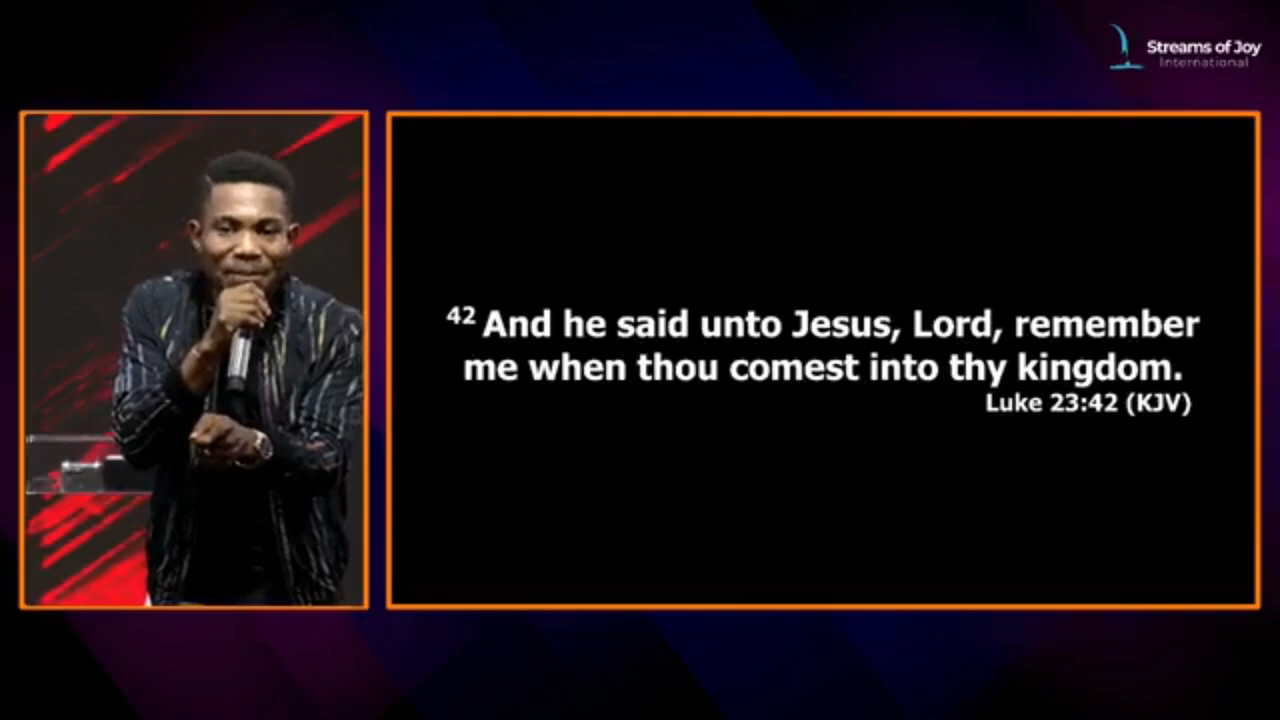 Streams of Joy
International
42 And he said unto Jesus, Lord, remember
me when thou comest into thy kingdom.
Luke 23:42 (KJV)